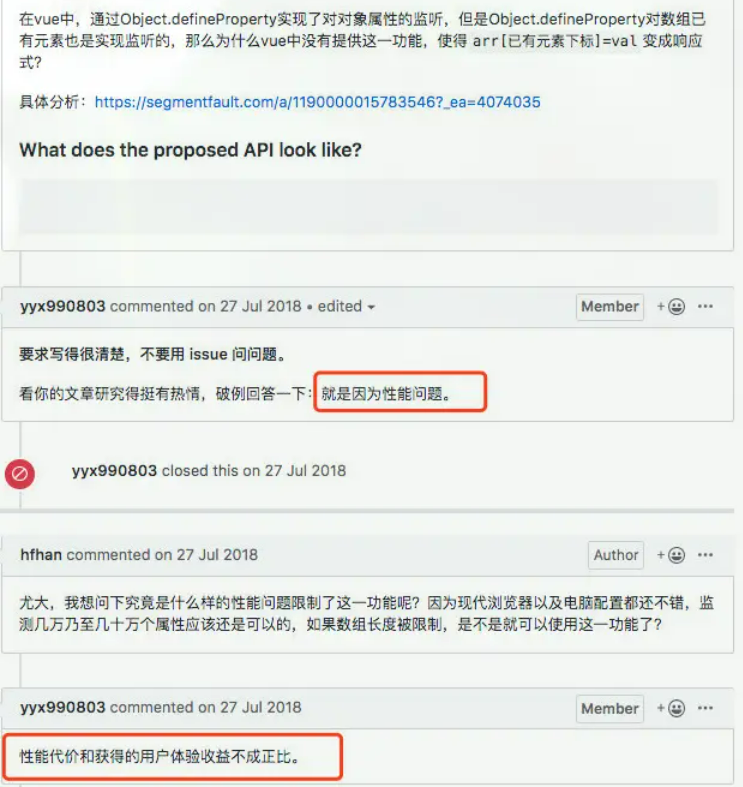 在vue中，通过Object.defineProperty实现了对对象属性的监听，但是Object.defineProperty对数组已
有元素也是实现监听的，那么为什么vue中没有提供这一功能，使得 arr[已有元素下标]=val 变成响应
式？
具体分析：https://segmentfault.com/a/1190000015783546?_ea=4074035
What does the proposed API look like?
yyx990803 commented on 27 Jul 2018 • edited
Member
要求写得很清楚，不要用 issue 问问题。
看你的文章研究得挺有热情，破例回答一下：就是因为性能问题。
yyx990803 closed this on 27 Jul 2018
hfhan commented on 27 Jul 2018
Author
尤大，我想问下究竟是什么样的性能问题限制了这一功能呢？因为现代浏览器以及电脑配置都还不错，监
测几万乃至几十万个属性应该还是可以的，如果数组长度被限制，是不是就可以使用这一功能了？
yyx990803 commented on 27 Jul 2018
Member
性能代价和获得的用户体验收益不成正比。